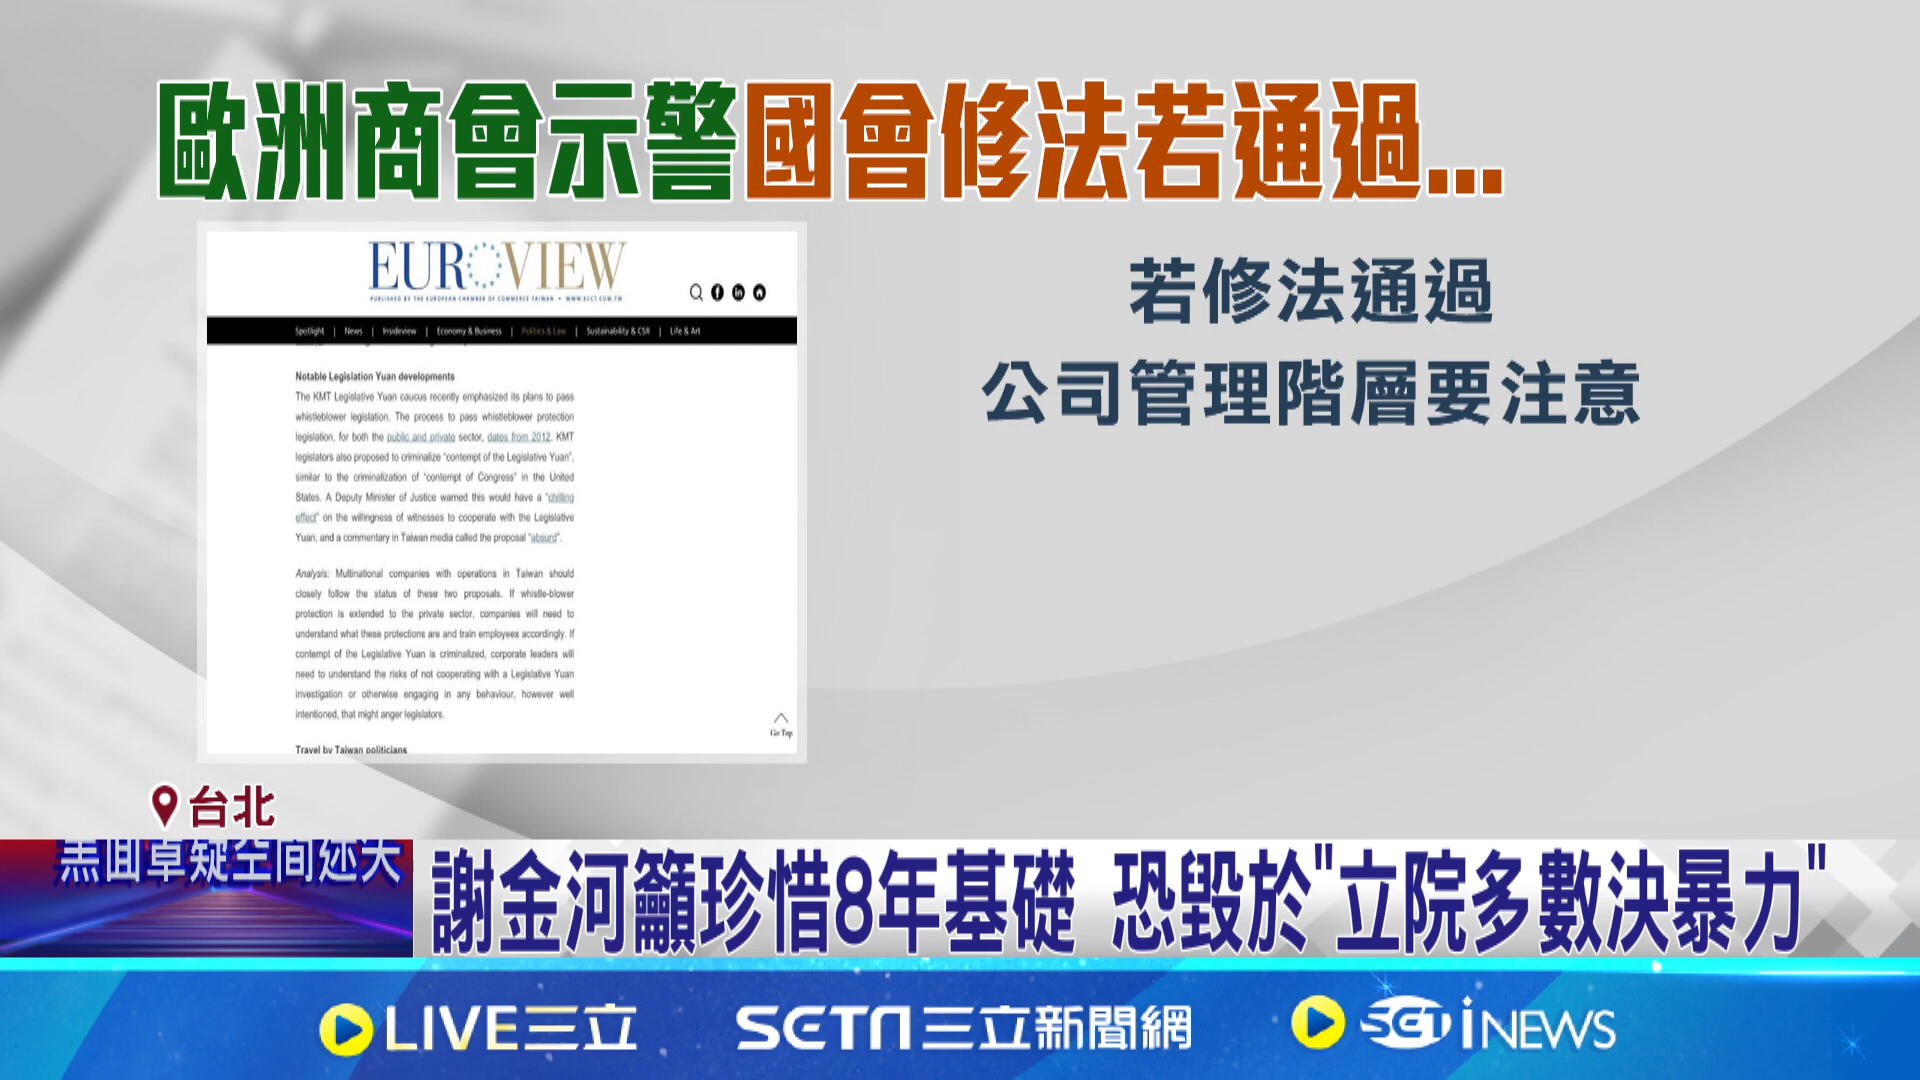 歐洲商會示警國會修法若通過...
EUROVIEW
PUBLISHED BY THE EUROPEAN CHAMBER OF COMMERCE TAIWAN • WWW.ECCT.COM.TW
Spotlight | News | Insideview | Economy & Business | Politics & Law | Sustainability & CSR | Life & Art
Notable Legislation Yuan developments
The KMT Legislative Yuan caucus recently emphasized its plans to pass
whistleblower legislation. The process to pass whistleblower protection
legislation, for both the public and private sector, dates from 2012. KMT
legislators also proposed to criminalize "contempt of the Legislative Yuan",
similar to the criminalization of "contempt of Congress" in the United
States. A Deputy Minister of Justice warned this would have a "chilling
effect" on the willingness of witnesses to cooperate with the Legislative
Yuan, and a commentary in Taiwan media called the proposal "absurd".
Analysis: Multinational companies with operations in Taiwan should
closely follow the status of these two proposals. If whistle-blower
protection is extended to the private sector, companies will need to
understand what these protections are and train employees accordingly. If
contempt of the Legislative Yuan is criminalized, corporate leaders will
need to understand the risks of not cooperating with a Legislative Yuan
investigation or otherwise engaging in any behaviour, however well
intentioned, that might anger legislators.
Go Top
Travel by Taiwan politicians
若修法通過
公司管理階層要注意
台北
黑面罩疑空間迷失
謝金河籲珍惜8年基礎 恐毀於"立院多數決暴力"
LIVE三立
SETN三立新聞網
SET iNEWS